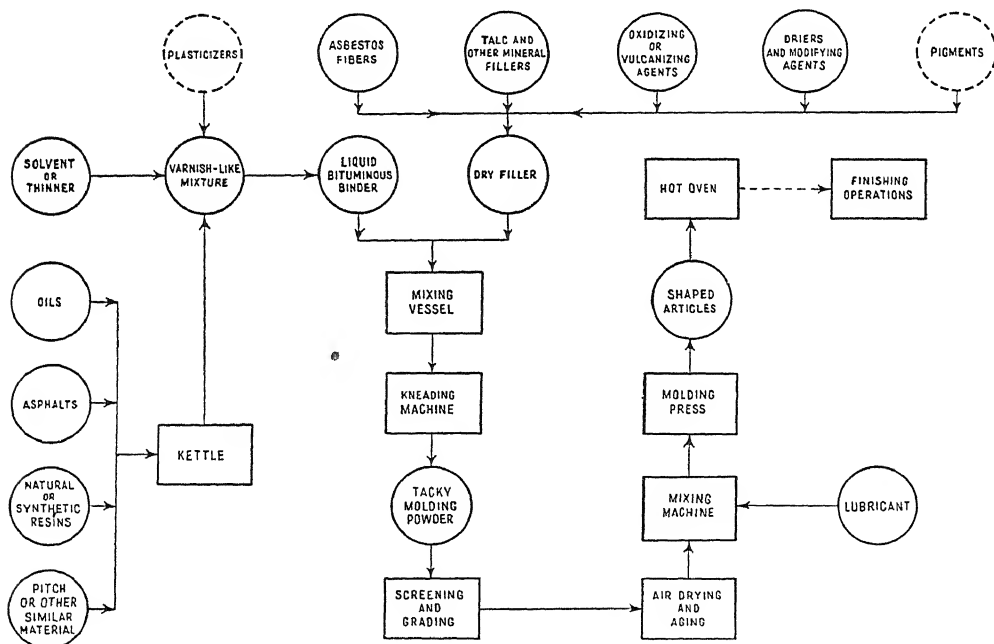 PLASTICIZERS
ASBESTOS
FIBERS
TALC AND
OTHER MINERAL
FILLERS
OXIDIZING
OR
VULCANIZING
AGENTS
DRIERS
AND MODIFYING
AGENTS
PIGMENTS
SOLVENT
OR
THINNER
VARNISH-LIKE
MIXTURE
LIQUID
BITUMINOUS
BINDER
DRY FILLER
HOT OVEN
FINISHING
OPERATIONS
OILS
MIXING
VESSEL
SHAPED
ARTICLES
ASPHALTS
KNEADING
MACHINE
MOLDING
PRESS
KETTLE
NATURAL OR
SYNTHETIC
RESINS
TACKY
MOLDING
POWDER
MIXING
MACHINE
LUBRICANT
PITCH
OR OTHER
SIMILAR
MATERIAL
SCREENING
AND
GRADING
AIR DRYING
AND
AGING